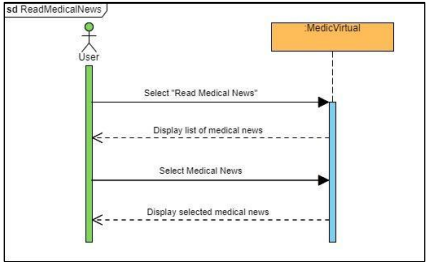 sd ReadMedicalNews
:MedicVirtual
User
Select "Read Medical News"
Display list of medical news
Select Medical News
Display selected medical news